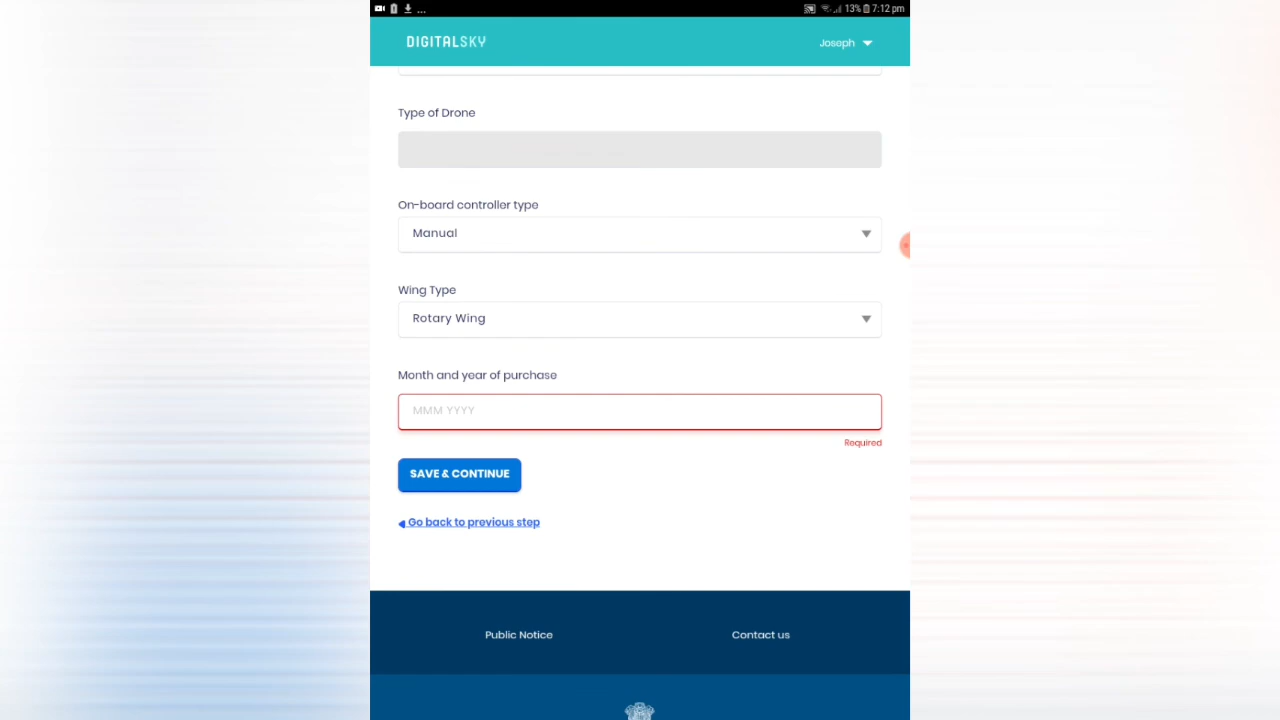 ... 13% 7:12 pm
DIGITALSKY Joseph
Type of Drone
On-board controller type
Manual
Wing Type
Rotary Wing
Month and year of purchase
MMM YYYY
Required
SAVE & CONTINUE
Go back to previous step
Public Notice Contact us